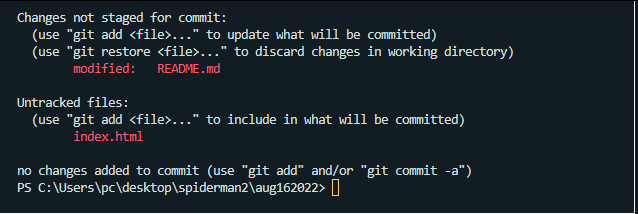 Changes not staged for commit:
(use "git add <file>..." to update what will be committed)
(use "git restore <file>..." to discard changes in working directory)
modified: README.md
Untracked files:
(use "git add <file>..." to include in what will be committed)
index.html
no changes added to commit (use "git add" and/or "git commit -a")
PS C:\Users\pc\desktop\spiderman2\aug162022>